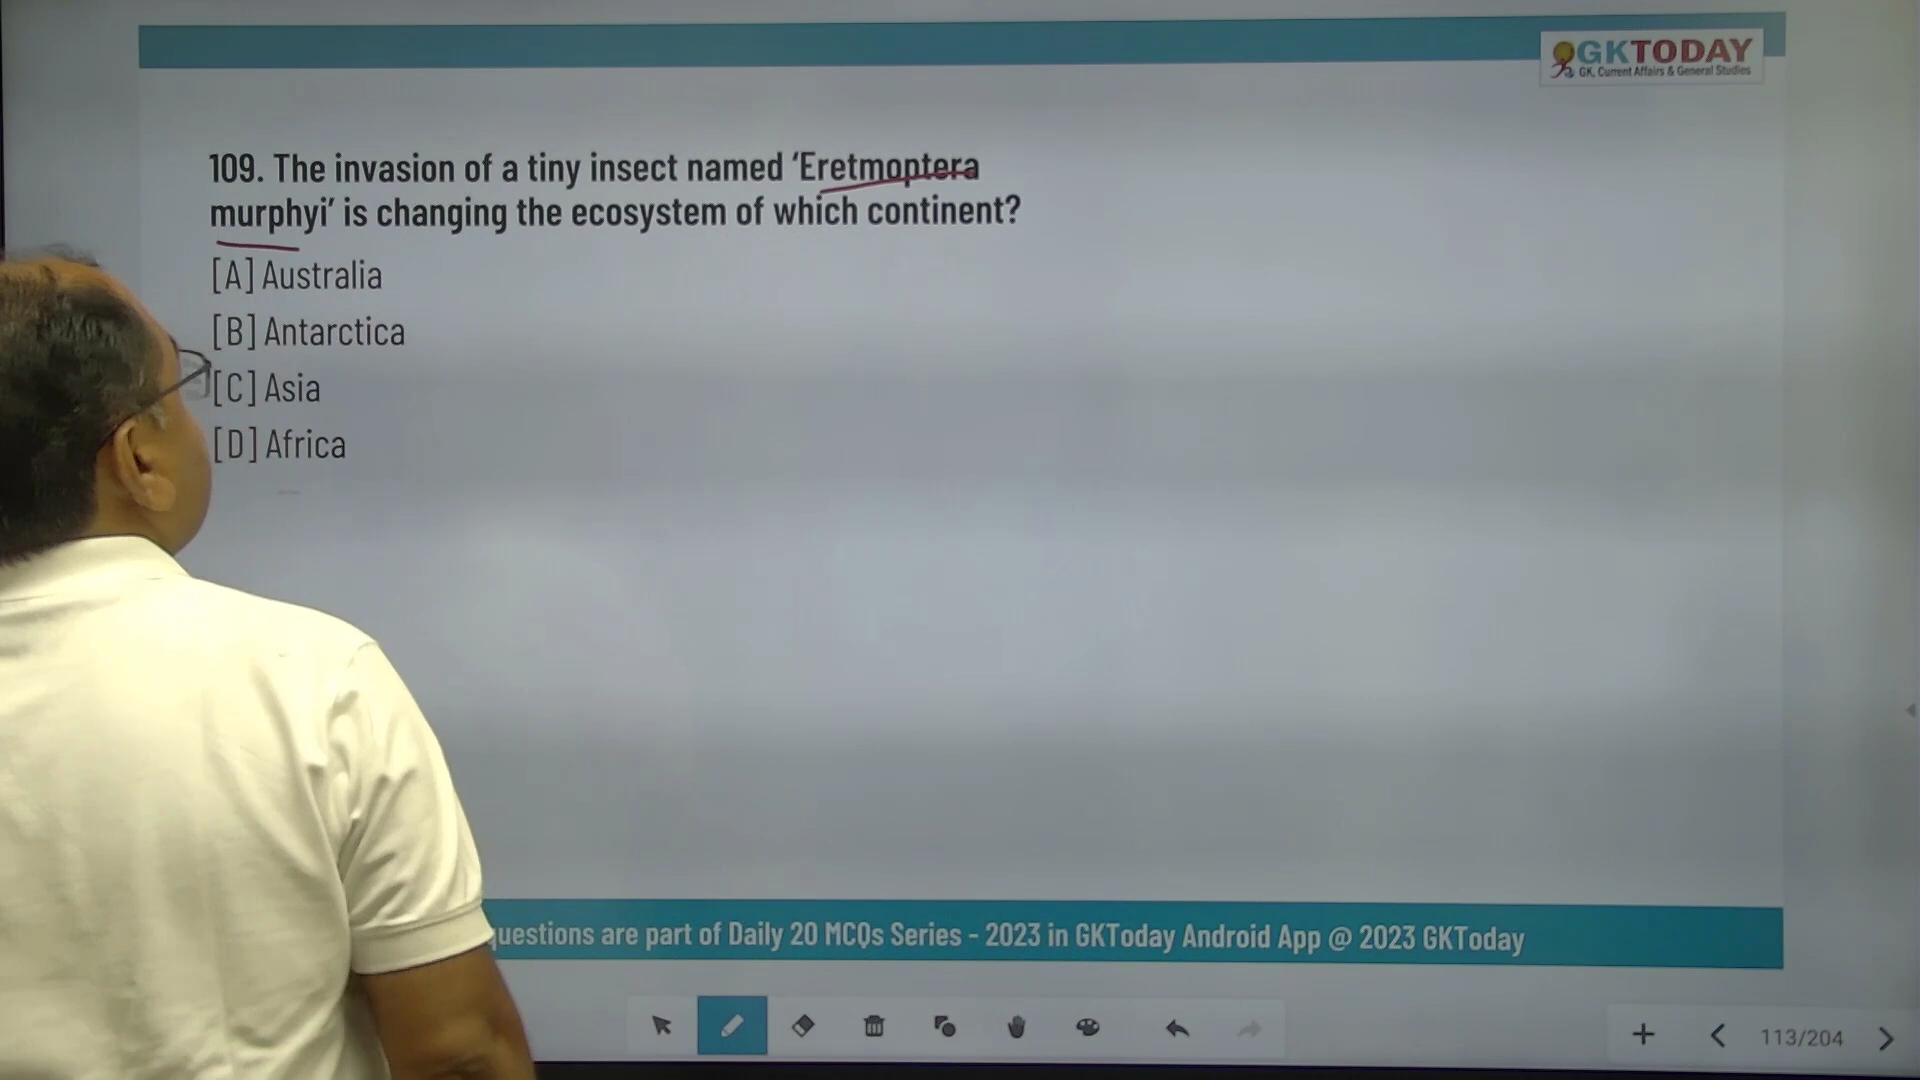 GKTODAY
GK, Current Affairs & General Studies
109. The invasion of a tiny insect named ‘Eretmoptera
murphyi’ is changing the ecosystem of which continent?
[A] Australia
[B] Antarctica
[C] Asia
[D] Africa
questions are part of Daily 20 MCQs Series - 2023 in GKToday Android App @ 2023 GKToday
113/204